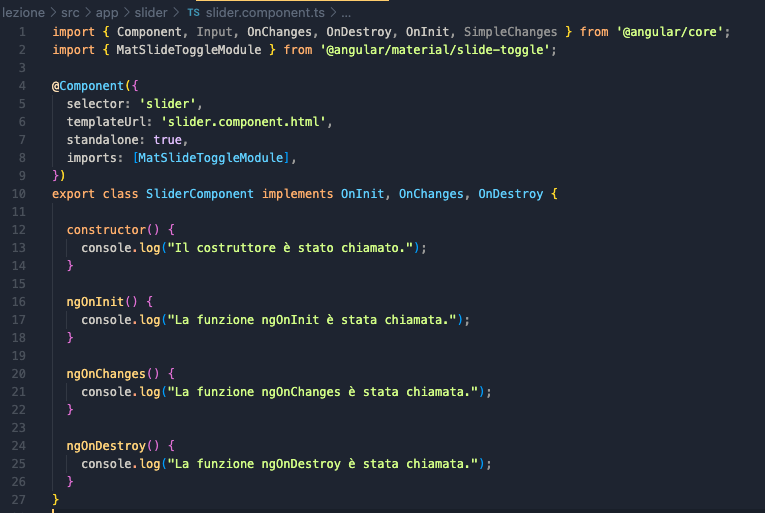 lezione > src > app > slider > TS slider.component.ts > ...
1 import { Component, Input, OnChanges, OnDestroy, OnInit, SimpleChanges } from '@angular/core';
2 import { MatSlideToggleModule } from '@angular/material/slide-toggle';
3
4 @Component({
5   selector: 'slider',
6   templateUrl: 'slider.component.html',
7   standalone: true,
8   imports: [MatSlideToggleModule],
9 })
10 export class SliderComponent implements OnInit, OnChanges, OnDestroy {
11
12   constructor() {
13     console.log("Il costruttore è stato chiamato.");
14   }
15
16   ngOnInit() {
17     console.log("La funzione ngOnInit è stata chiamata.");
18   }
19
20   ngOnChanges() {
21     console.log("La funzione ngOnChanges è stata chiamata.");
22   }
23
24   ngOnDestroy() {
25     console.log("La funzione ngOnDestroy è stata chiamata.");
26   }
27 }